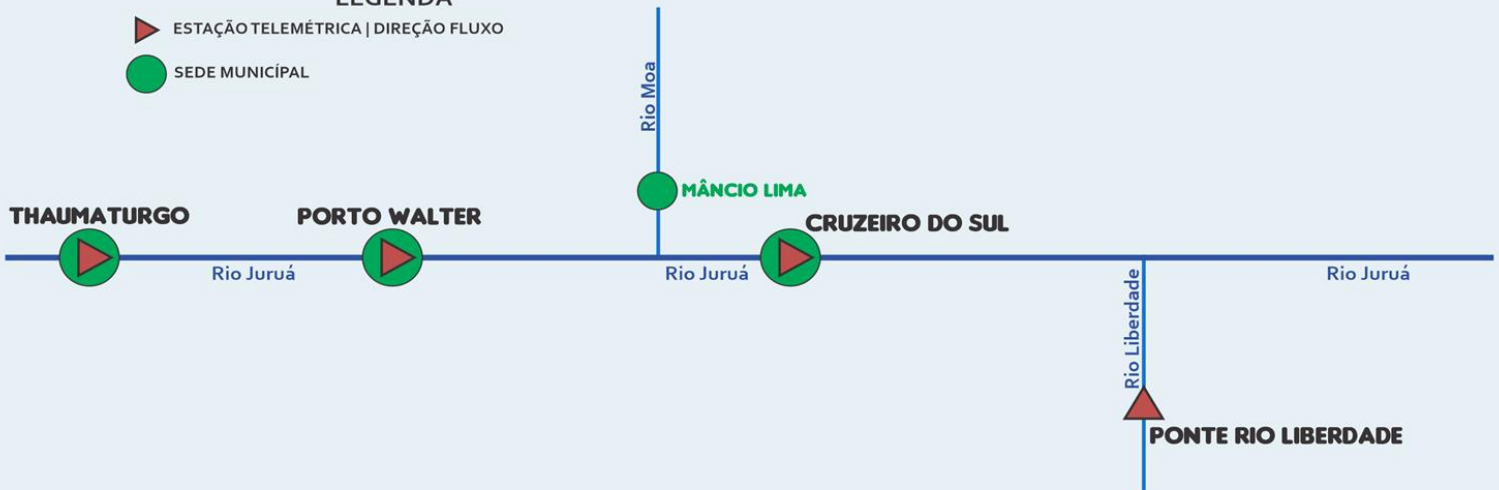 LEGENDA
ESTAÇÃO TELEMÉTRICA | DIREÇÃO FLUXO
SEDE MUNICÍPAL
Rio Moa
MÂNCIO LIMA
THAUMATURGO
PORTO WALTER
CRUZEIRO DO SUL
Rio Juruá
Rio Juruá
Rio Juruá
Rio Liberdade
PONTE RIO LIBERDADE